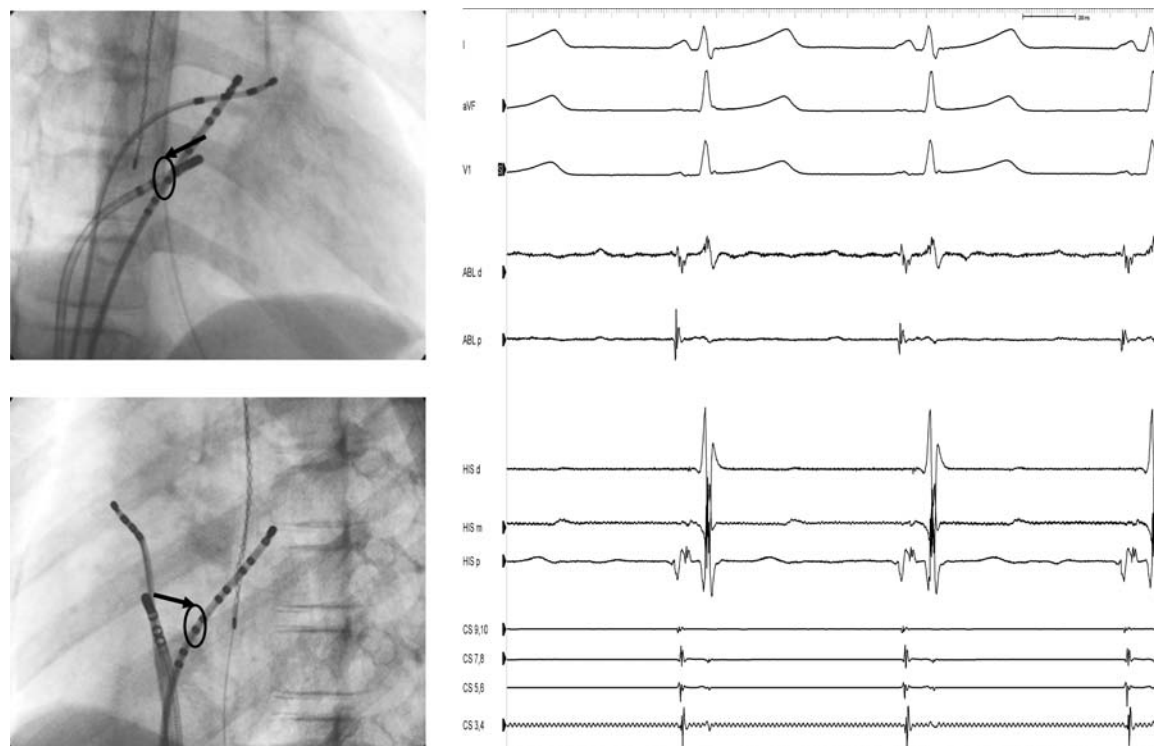 I
aVF
V1
ABL d
ABL p
HIS d
HIS m
HIS p
CS 9,10
CS 7,8
CS 5,6
CS 3,4